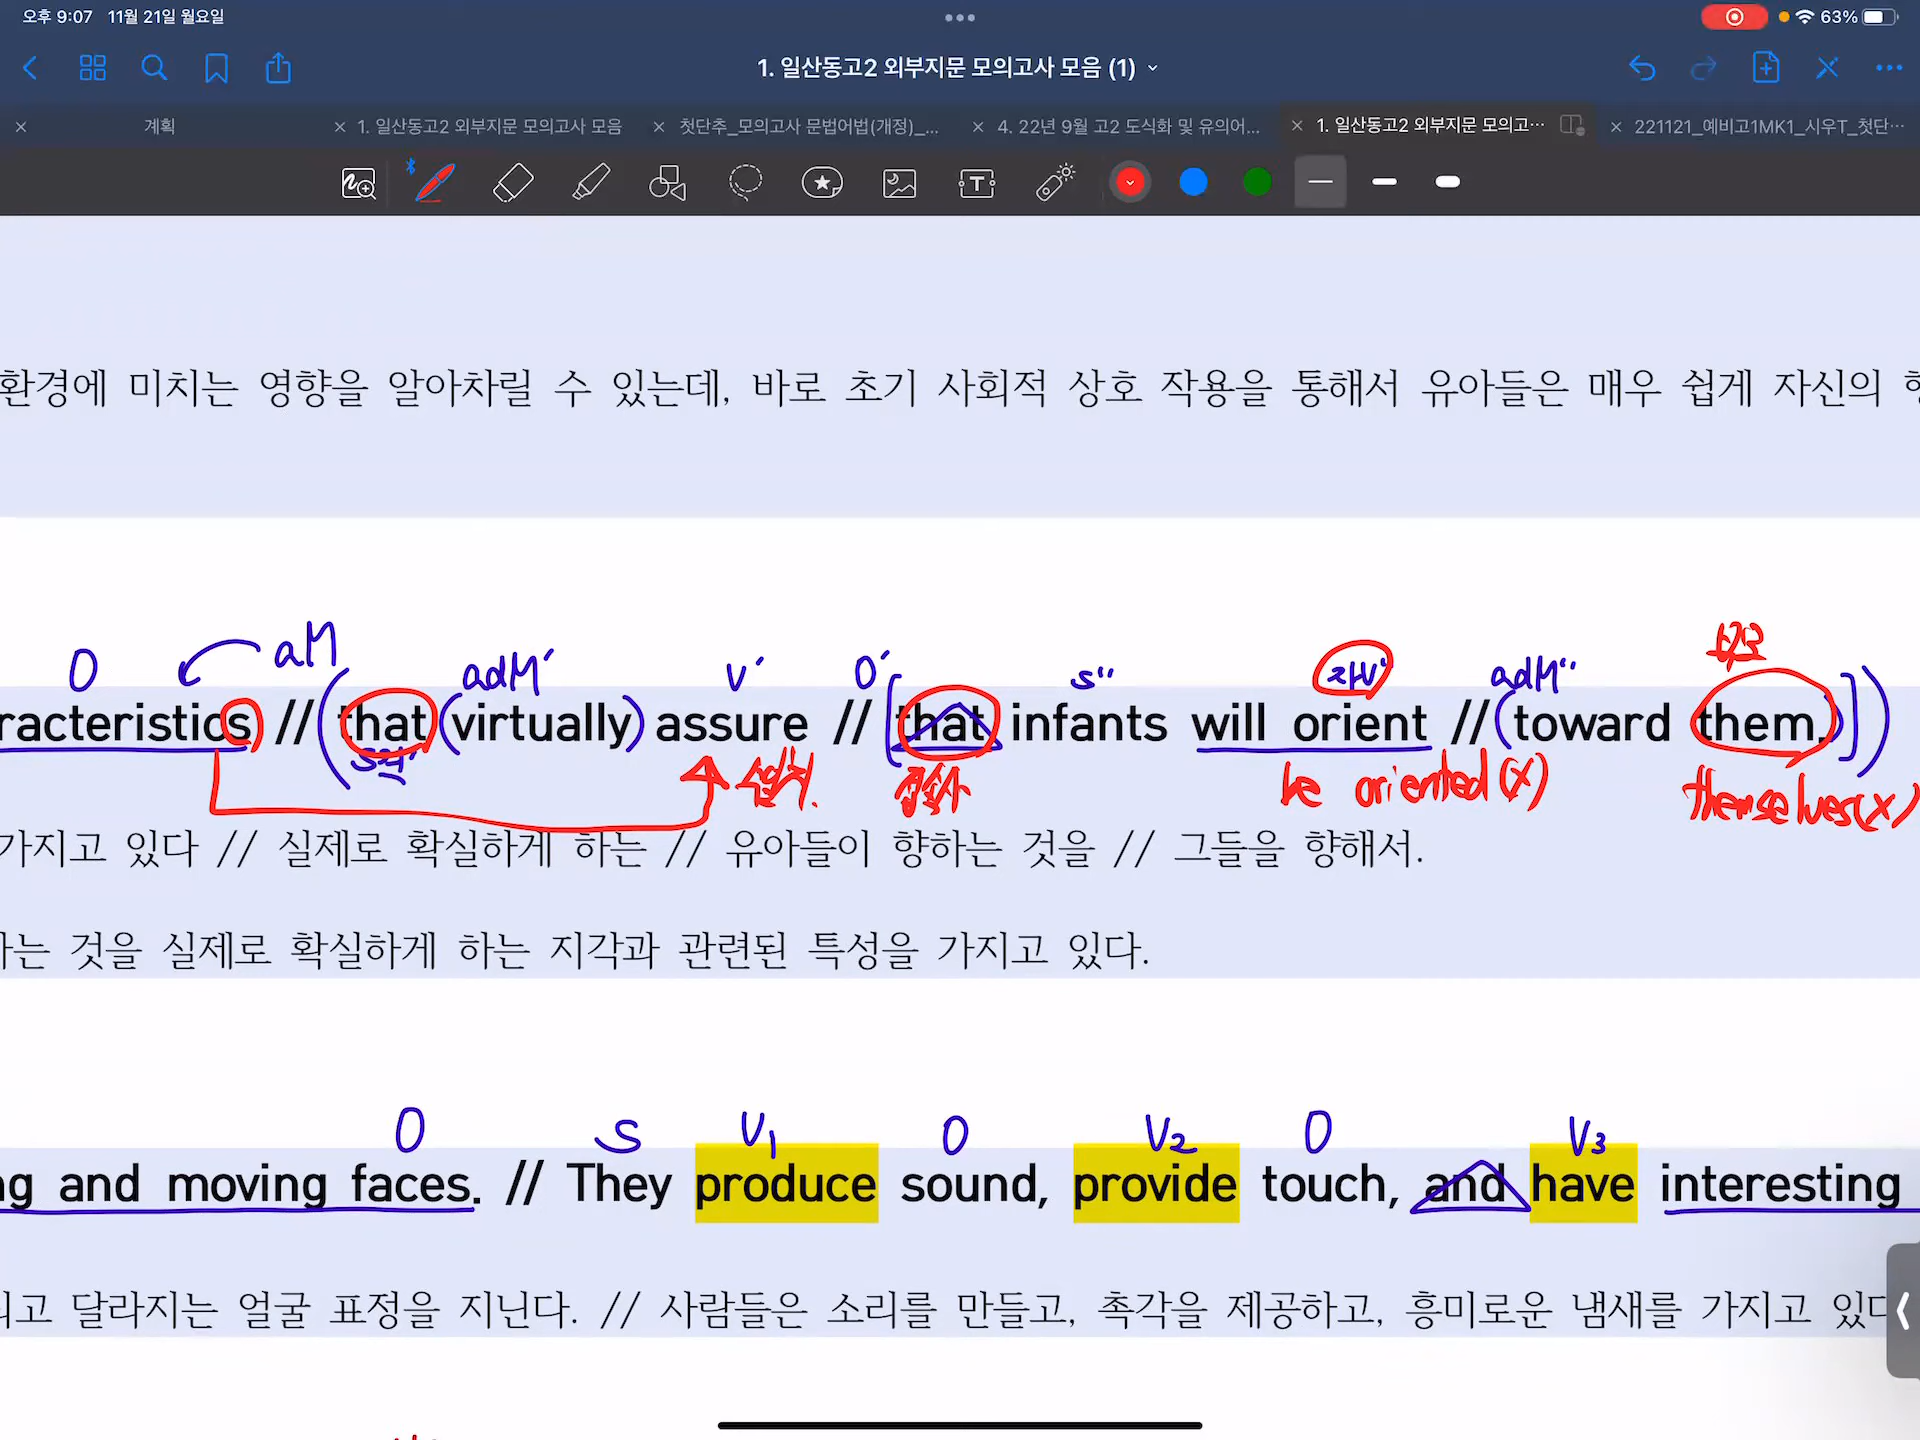 오후 9:07 11월 21일 월요일
63%
1. 일산동고2 외부지문 모의고사 모음 (1)
계획
1. 일산동고2 외부지문 모의고사 모음
첫단추_모의고사 문법어법(개정)_...
4. 22년 9월 고2 도식화 및 유의어...
1. 일산동고2 외부지문 모의고...
221121_예비고1MK1_시우T_첫단...
환경에 미치는 영향을 알아차릴 수 있는데, 바로 초기 사회적 상호 작용을 통해서 유아들은 매우 쉽게 자신의
O aM adM' v' O' s'' 자V'' adM''
racteristics // (that (virtually) assure // [that infants will orient // (toward them.)])
수일치. 접속사 be oriented(X) themselves(X)
가지고 있다 // 실제로 확실하게 하는 // 유아들이 향하는 것을 // 그들을 향해서.
하는 것을 실제로 확실하게 하는 지각과 관련된 특성을 가지고 있다.
O S V1 O V2 O V3
ng and moving faces. // They produce sound, provide touch, and have interesting
되고 달라지는 얼굴 표정을 지닌다. // 사람들은 소리를 만들고, 촉각을 제공하고, 흥미로운 냄새를 가지고 있다